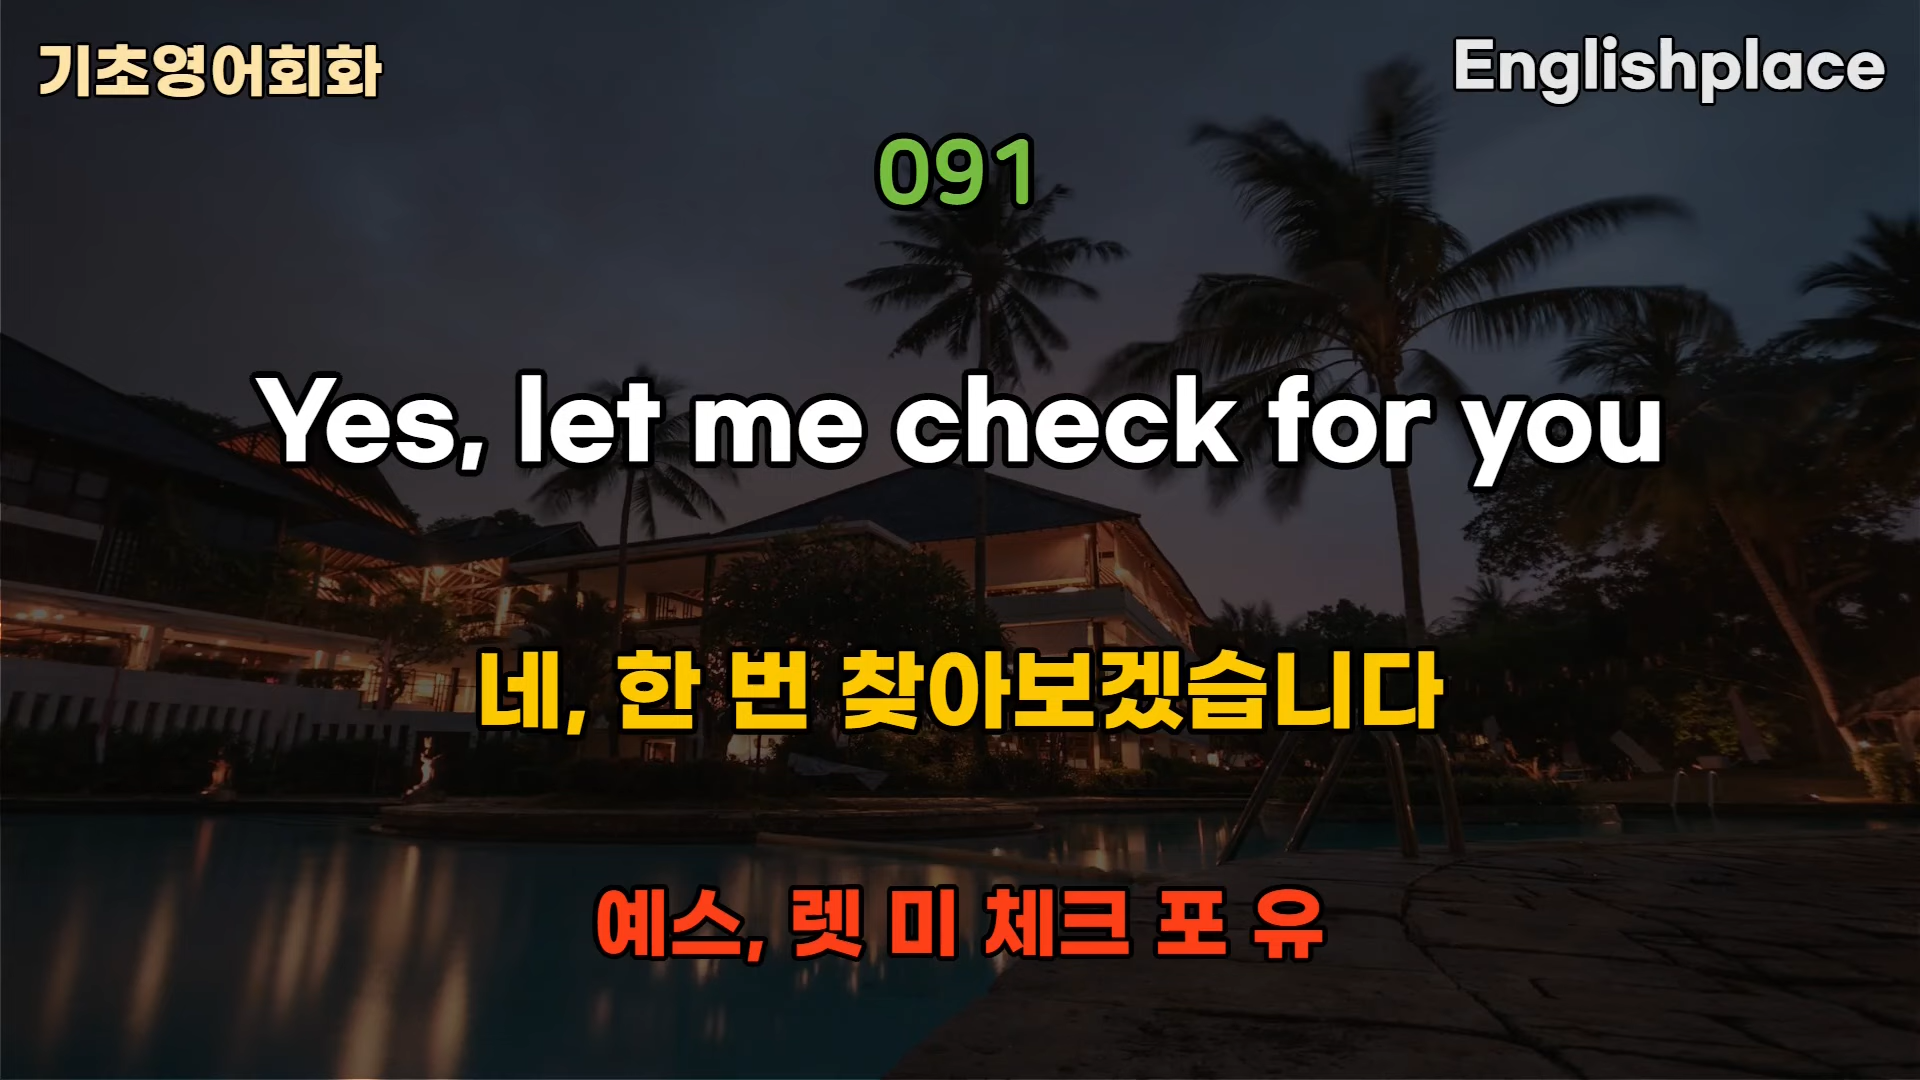 기초영어회화
Englishplace
091
Yes, let me check for you
네, 한 번 찾아보겠습니다
예스, 렛 미 체크 포 유